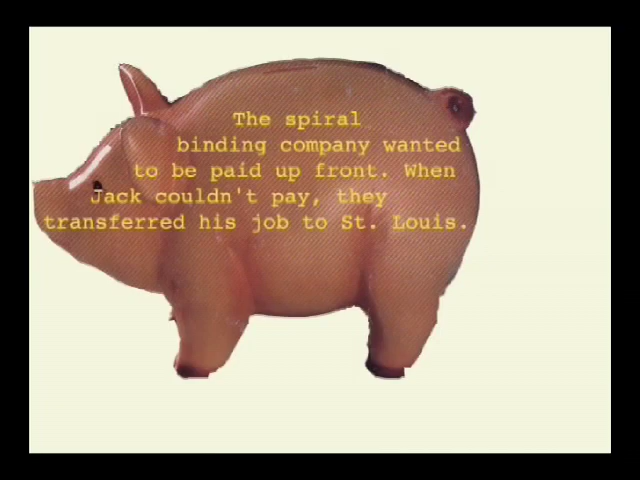 The spiral
binding company wanted
to be paid up front. When
Jack couldn't pay, they
transferred his job to St. Louis.